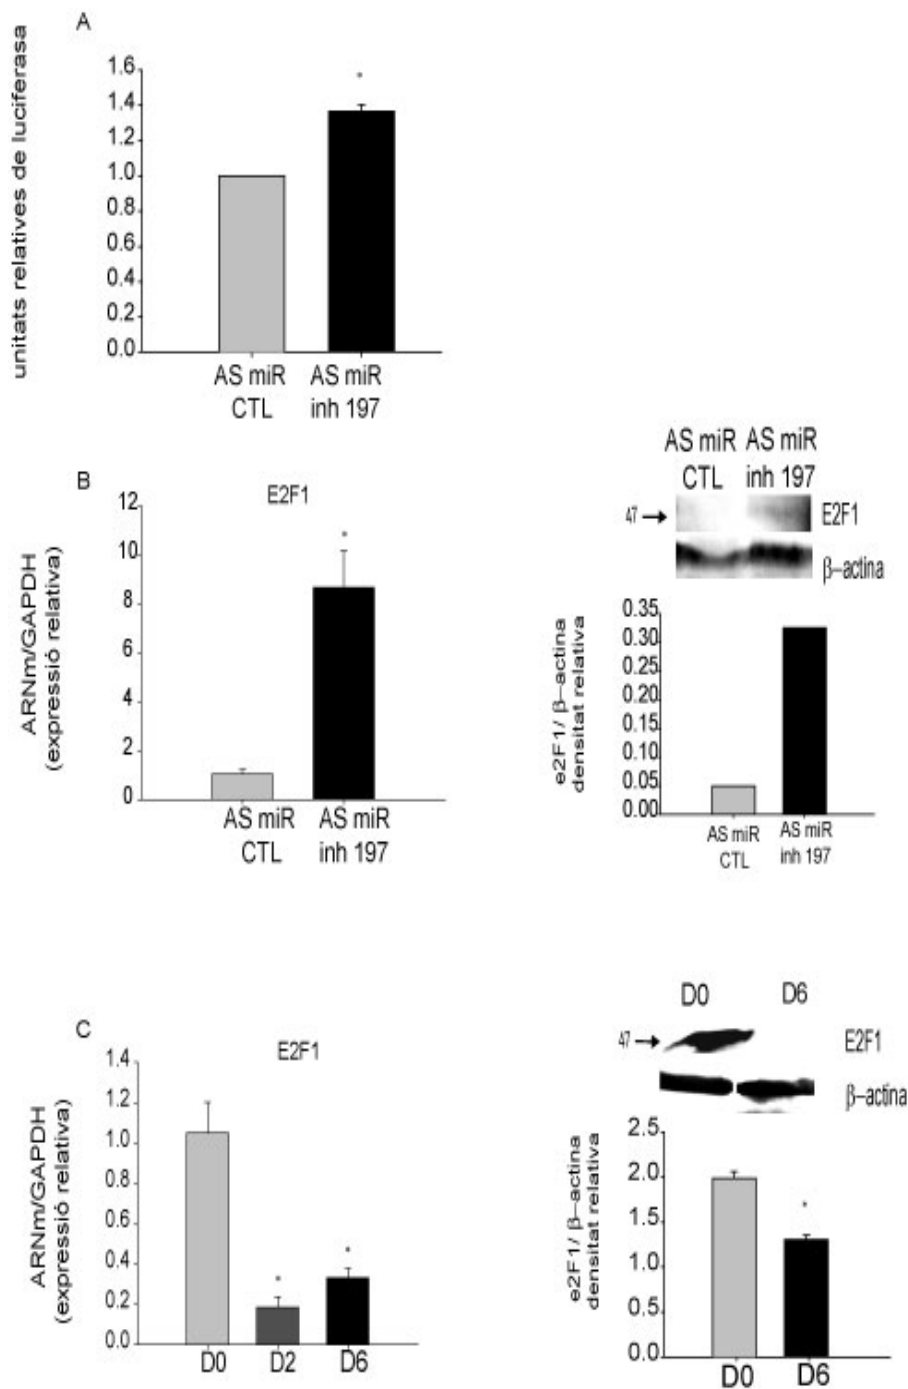 A
unitats relatives de luciferasa
1.6
*
1.4
1.2
1.0
0.8
0.6
0.4
0.2
0.0
AS miR AS miR
CTL inh 197
B
E2F1
ARNm/GAPDH
(expressió relativa)
12
*
10
8
6
4
2
0
AS miR AS miR
CTL inh 197
AS miR AS miR
CTL inh 197
47 → E2F1
β–actina
e2F1/ β–actina
densitat relativa
0.35
0.30
0.25
0.20
0.15
0.10
0.05
0.00
AS miR AS miR
CTL inh 197
C
E2F1
ARNm/GAPDH
(expressió relativa)
1.4
1.2
1.0
0.8
0.6
0.4
*
*
0.2
0.0
D0 D2 D6
D0 D6
47 → E2F1
β–actina
e2F1/ β–actina
densitat relativa
2.5
2.0
*
1.5
1.0
0.5
0.0
D0 D6